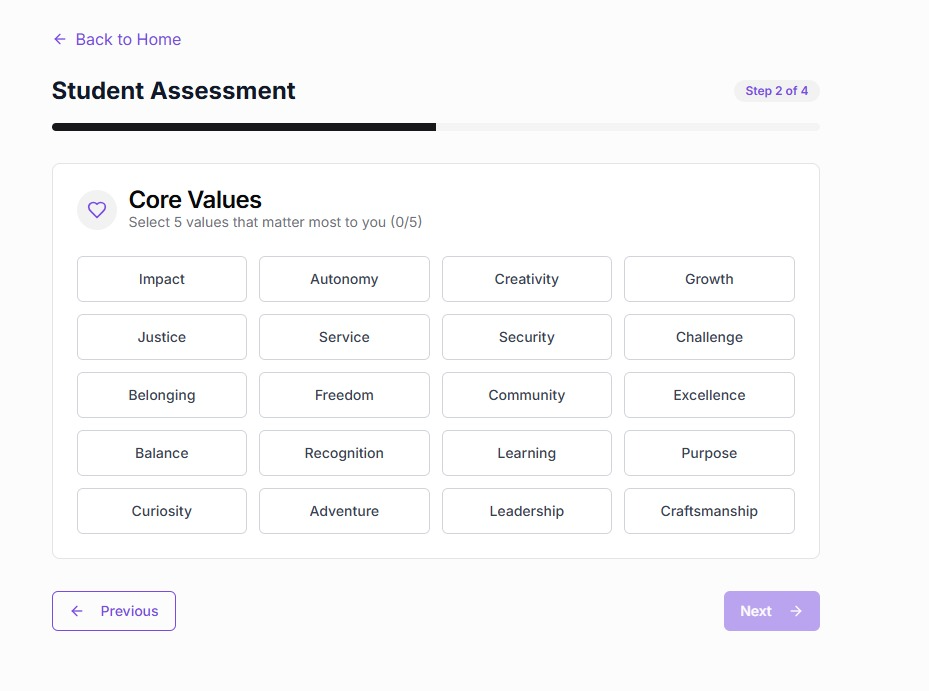 Back to Home
Student Assessment
Step 2 of 4
Core Values
Select 5 values that matter most to you (0/5)
Impact Autonomy Creativity Growth
Justice Service Security Challenge
Belonging Freedom Community Excellence
Balance Recognition Learning Purpose
Curiosity Adventure Leadership Craftsmanship
Previous Next